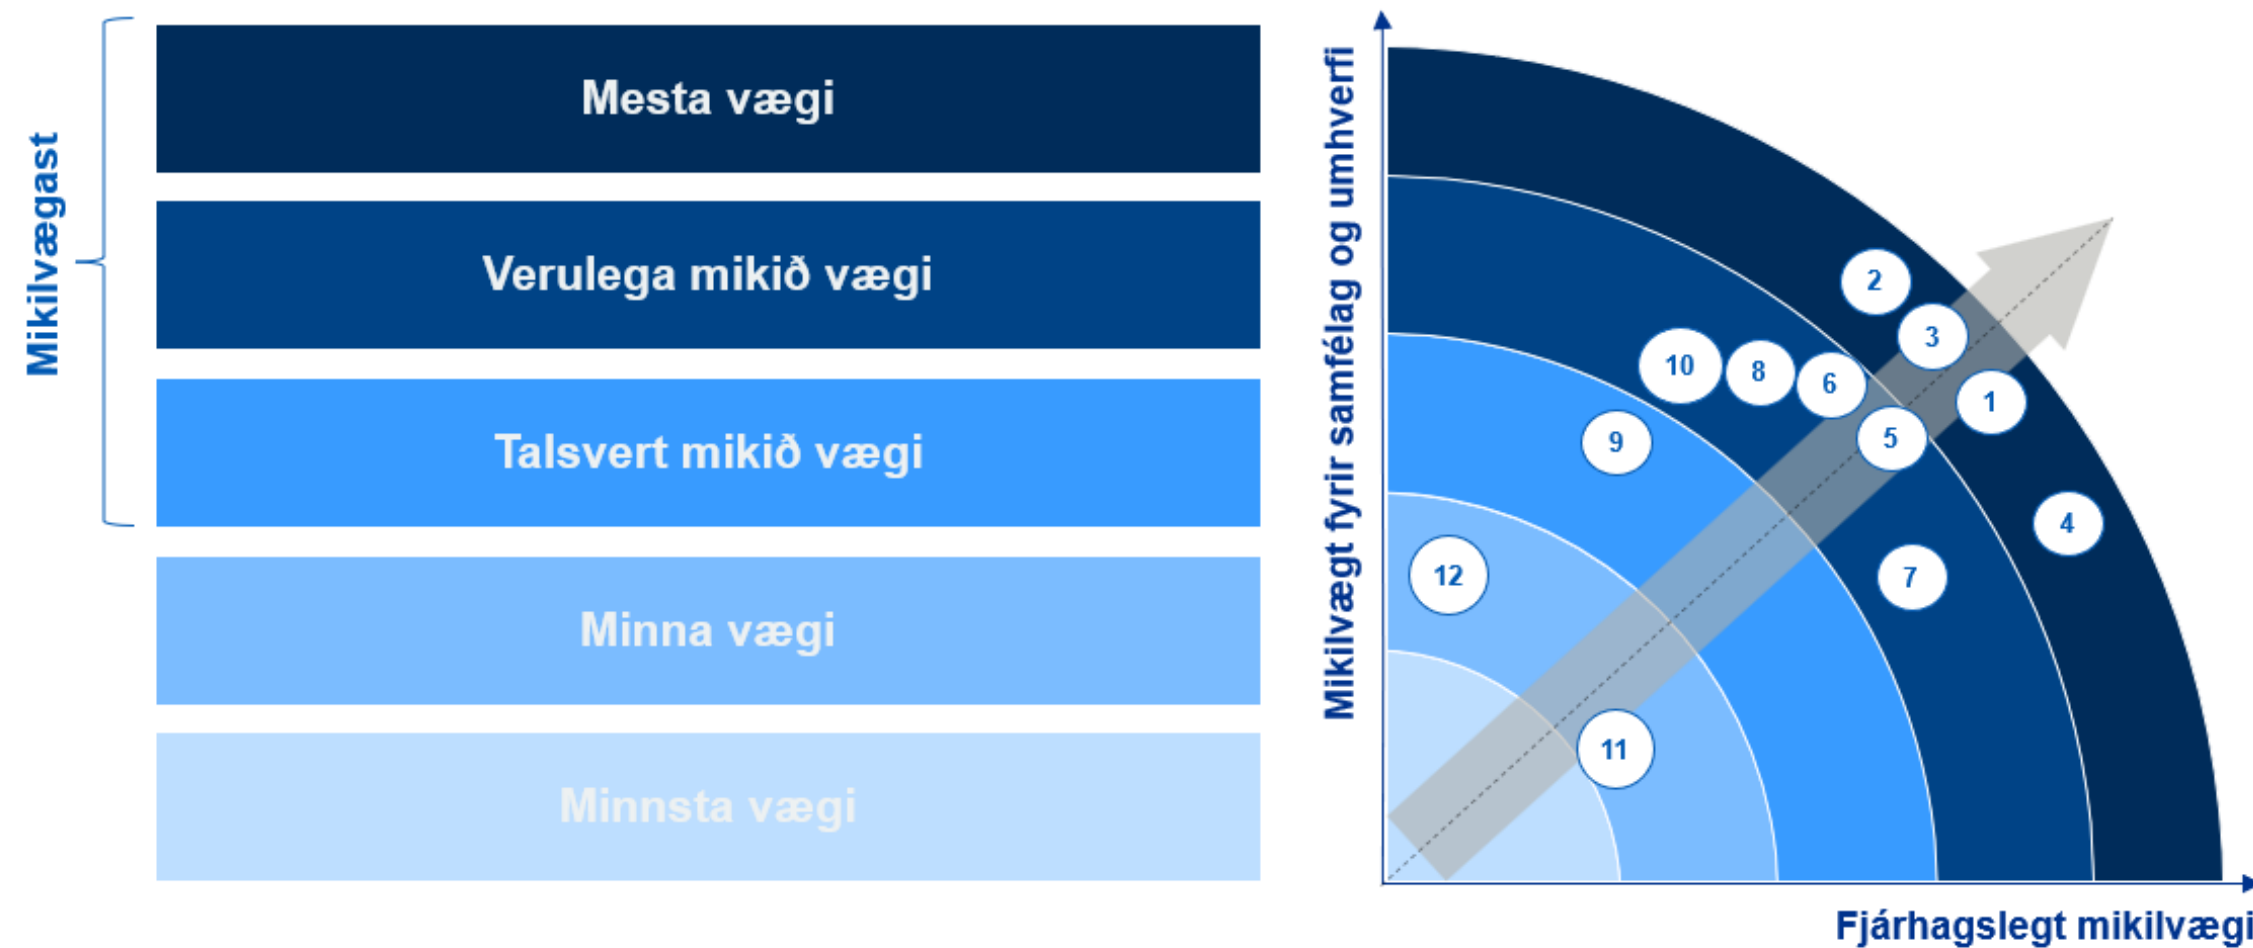 Mikilvægast
Mesta vægi
Verulega mikið vægi
Talsvert mikið vægi
Minna vægi
Minnsta vægi
Mikilvægt fyrir samfélag og umhverfi
2
3
10
8
6
1
5
9
4
12
7
11
Fjárhagslegt mikilvægi